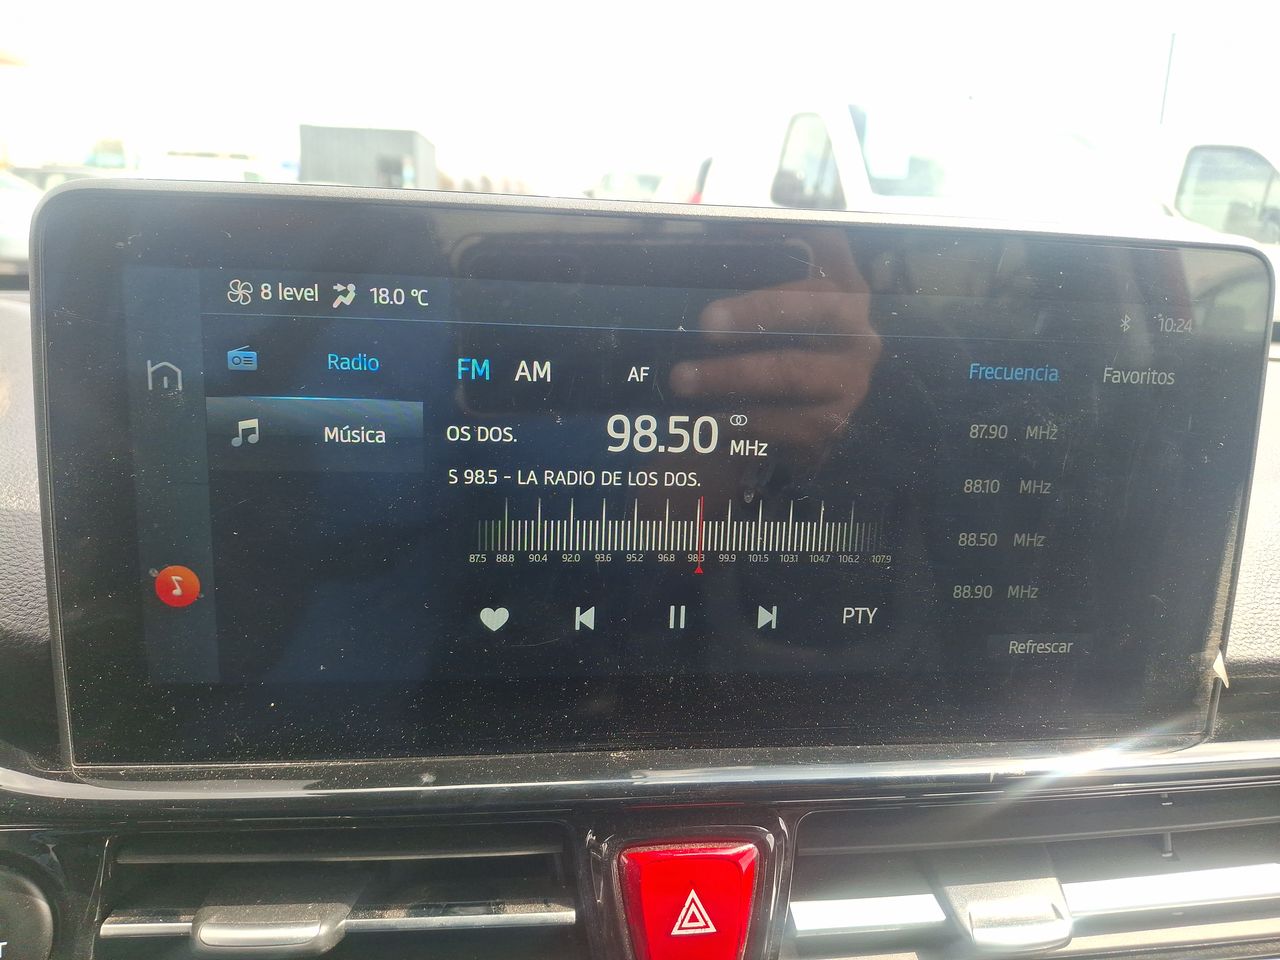 8 level 18.0 °C
10:24
Radio
Música
FM AM AF
OS DOS.
98.50 MHz
S 98.5 - LA RADIO DE LOS DOS.
87.5 88.8 90.4 92.0 93.6 95.2 96.8 98.3 99.9 101.5 103.1 104.7 106.2 107.9
PTY
Frecuencia Favoritos
87.90 MHz
88.10 MHz
88.50 MHz
88.90 MHz
Refrescar